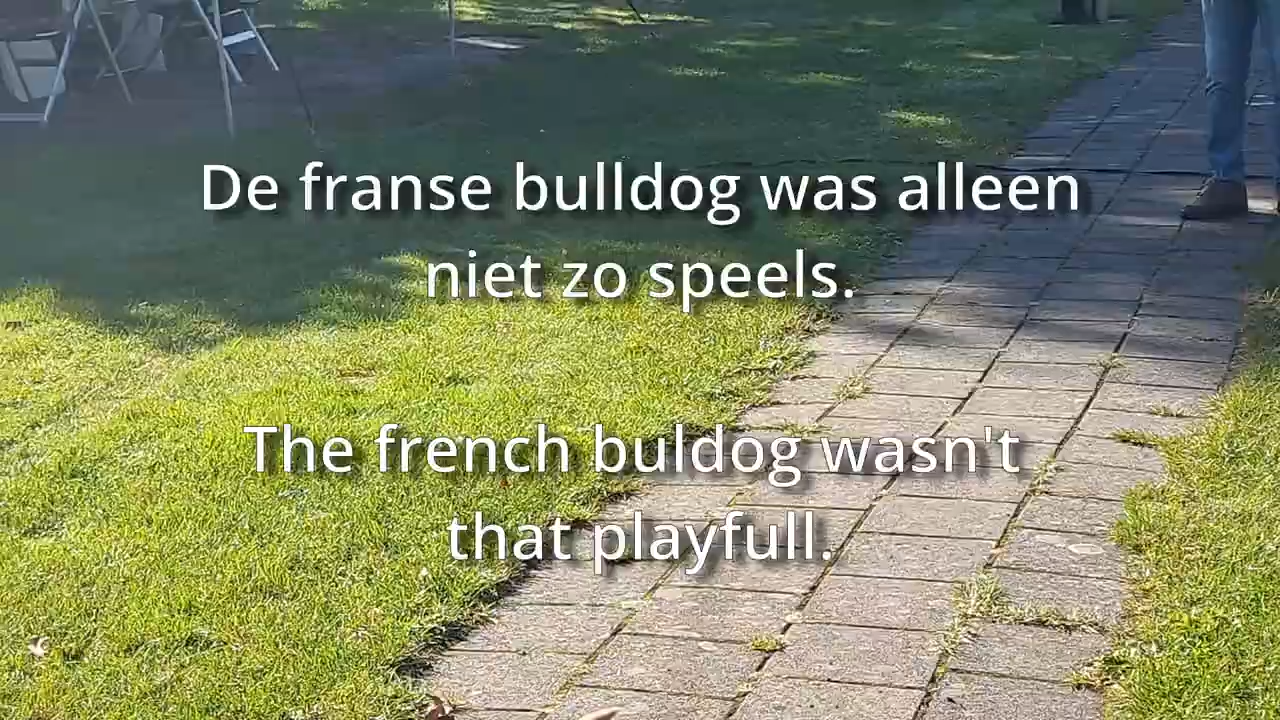 De franse bulldog was alleen
niet zo speels.
The french buldog wasn't
that playfull.